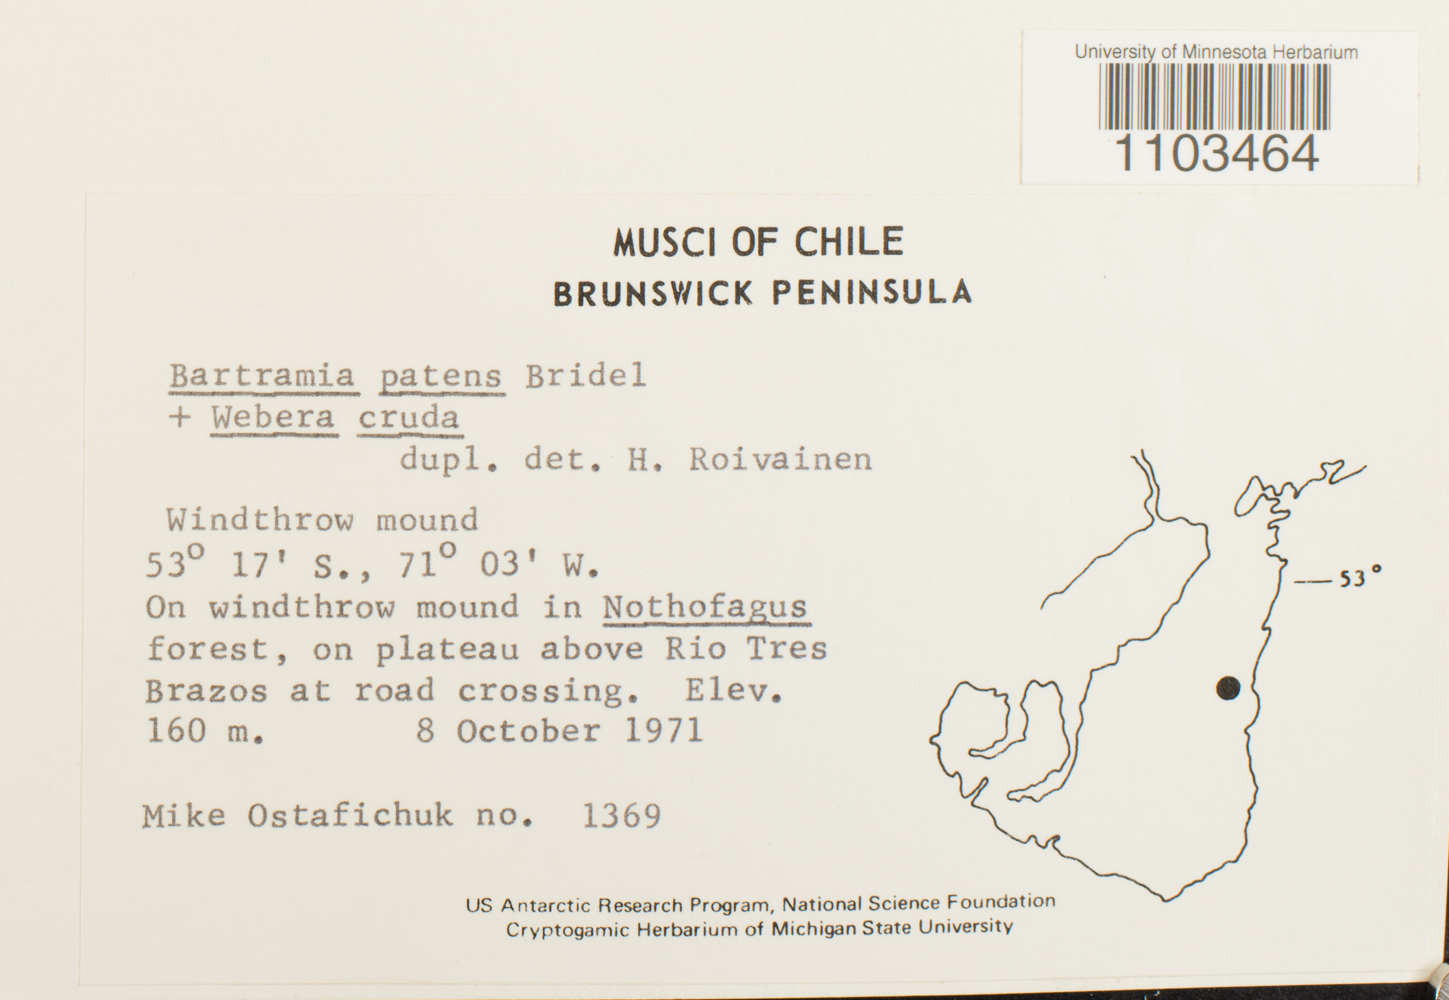 University of Minnesota Herbarium
1103464
MUSCI OF CHILE
BRUNSWICK PENINSULA
Bartramia patens Bridel
+ Webera cruda
dupl. det. H. Roivainen
Windthrow mound
53° 17' S., 71° 03' W.
On windthrow mound in Nothofagus
forest, on plateau above Rio Tres
Brazos at road crossing. Elev.
160 m. 8 October 1971
Mike Ostafichuk no. 1369
53°
US Antarctic Research Program, National Science Foundation
Cryptogamic Herbarium of Michigan State University